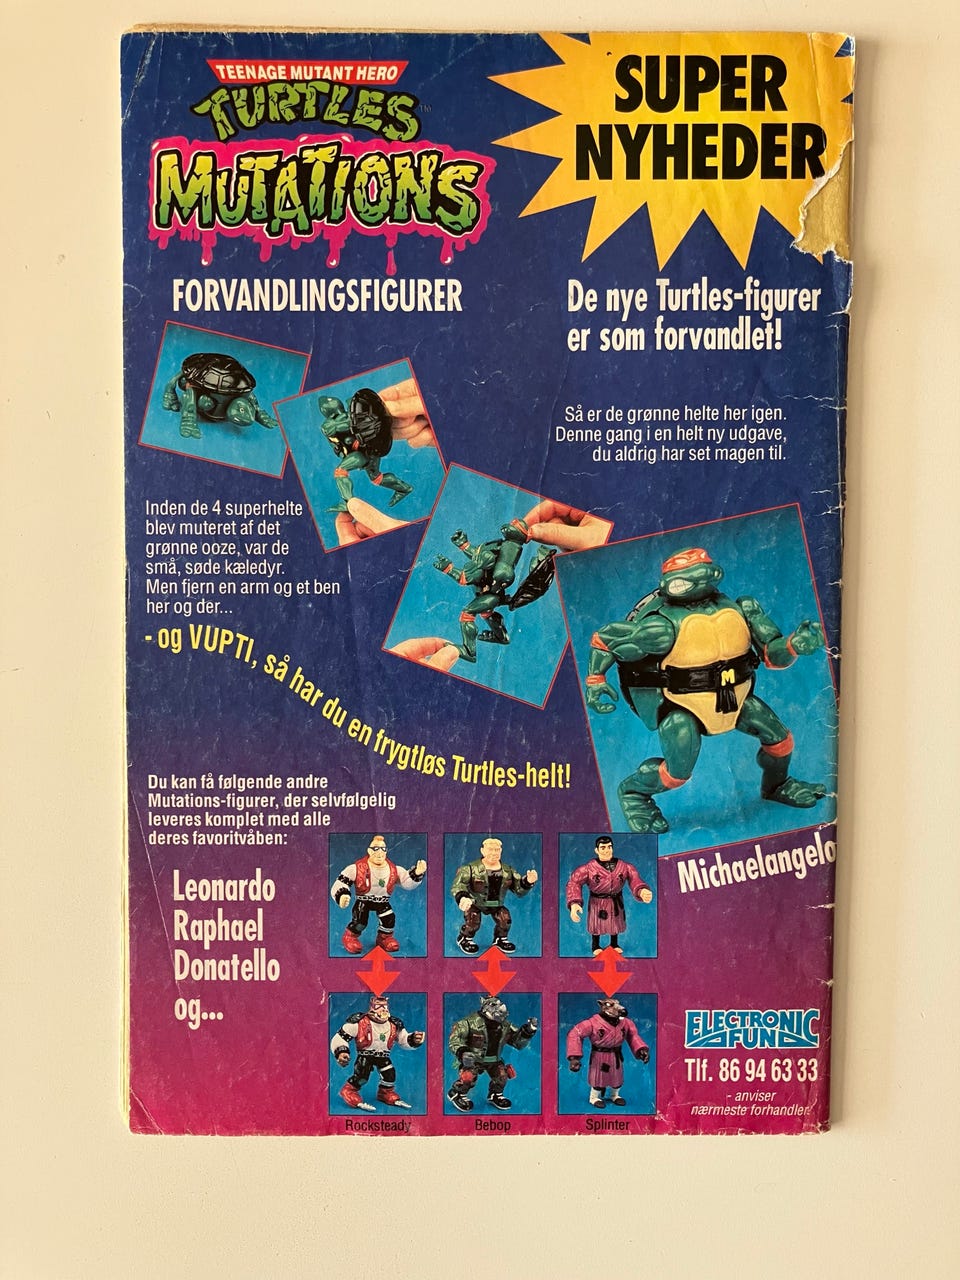 TEENAGE MUTANT HERO
TURTLES™
MUTATIONS
SUPER
NYHEDER
FORVANDLINGSFIGURER
De nye Turtles-figurer
er som forvandlet!
Så er de grønne helte her igen.
Denne gang i en helt ny udgave,
du aldrig har set magen til.
Inden de 4 superhelte
blev muteret af det
grønne ooze, var de
små, søde kæledyr.
Men fjern en arm og et ben
her og der...
- og VUPTI, så har du en frygtløs Turtles-helt!
M
Michaelangelo
Du kan få følgende andre
Mutations-figurer, der selvfølgelig
leveres komplet med alle
deres favoritvåben:
Leonardo
Raphael
Donatello
og...
Rocksteady
Bebop
Splinter
ELECTRONIC
FUN
Tlf. 86 94 63 33
- anviser
nærmeste forhandler.